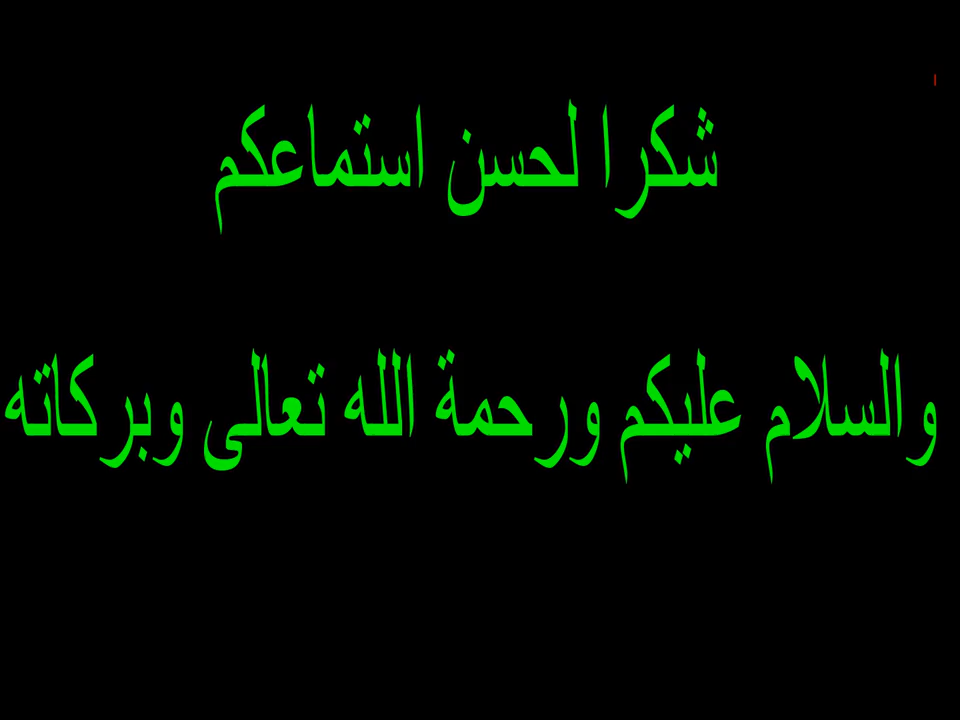 شكرا لحسن استماعكم
والسلام عليكم ورحمة الله تعالى وبركاته